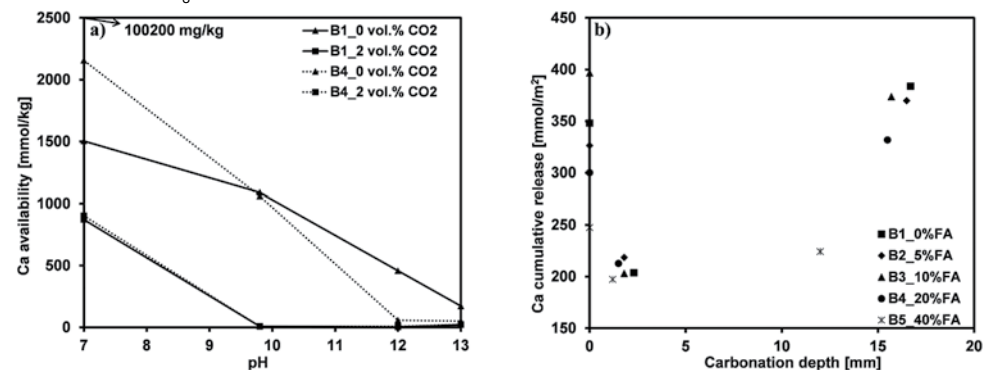 a)
100200 mg/kg
B1_0 vol.% CO2
B1_2 vol.% CO2
B4_0 vol.% CO2
B4_2 vol.% CO2
Ca availability [mmol/kg]
2500
2000
1500
1000
500
0
7 8 9 10 11 12 13
pH
b)
Ca cumulative release [mmol/m²]
450
400
350
300
250
200
150
B1_0%FA
B2_5%FA
B3_10%FA
B4_20%FA
B5_40%FA
0 5 10 15 20
Carbonation depth [mm]